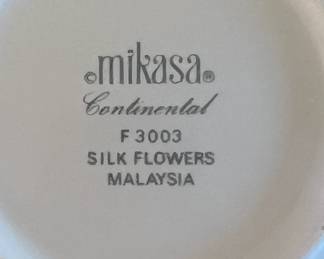 ©mikasa®
Continental
F 3003
SILK FLOWERS
MALAYSIA